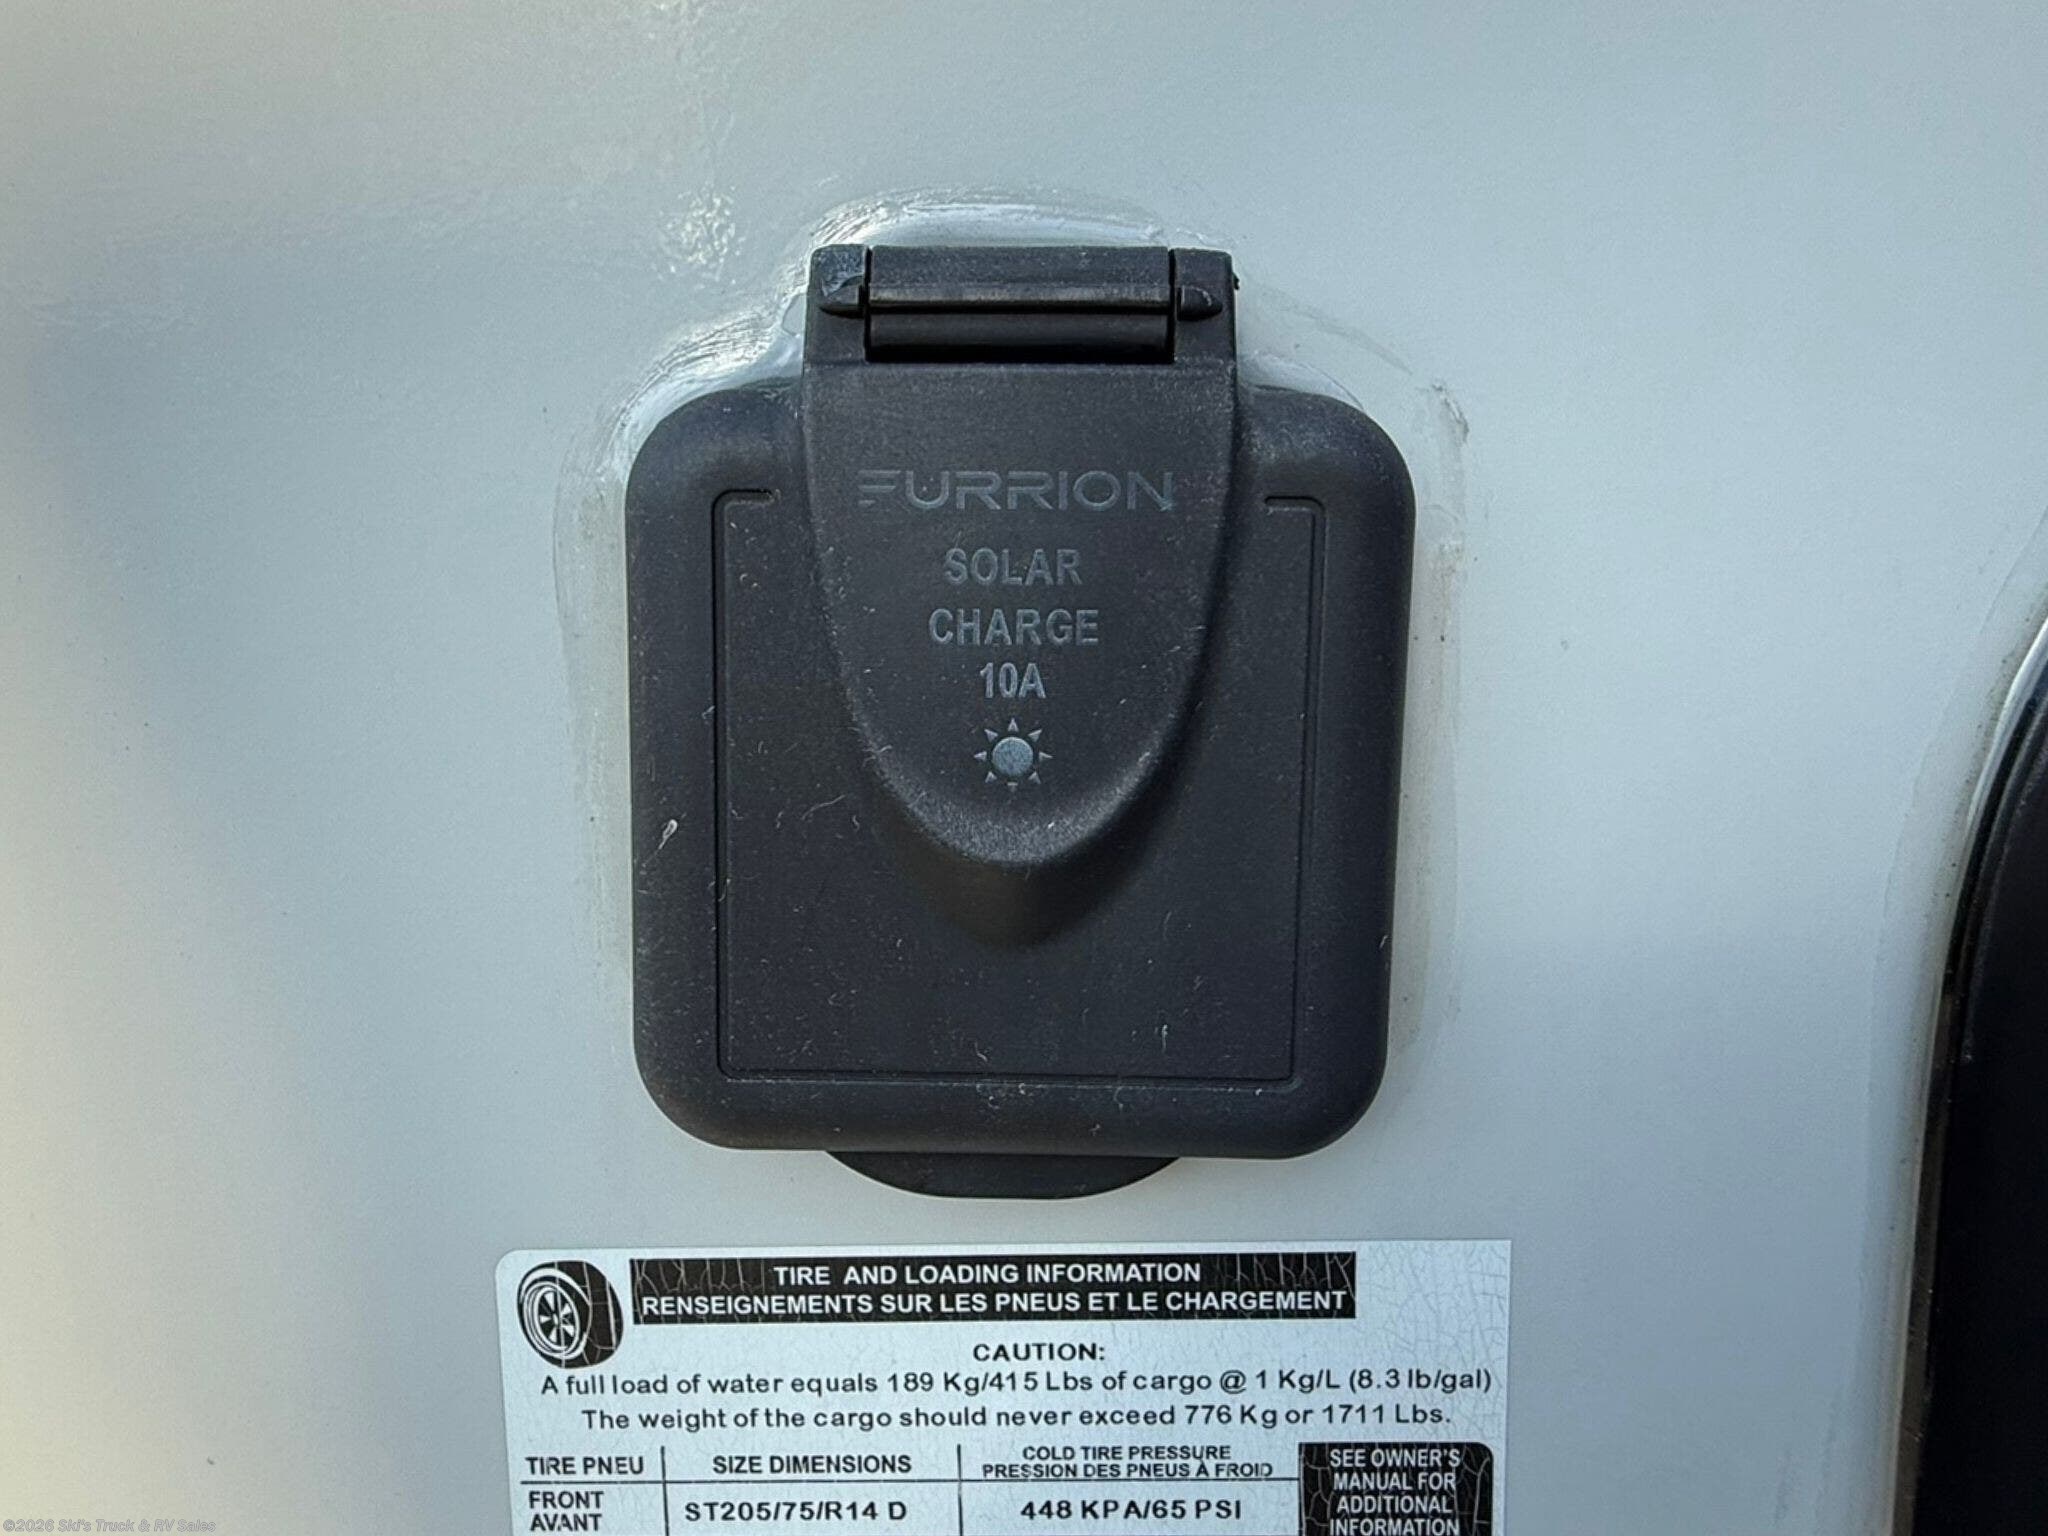 FURRION
SOLAR
CHARGE
10A
TIRE AND LOADING INFORMATION
RENSEIGNEMENTS SUR LES PNEUS ET LE CHARGEMENT
CAUTION:
A full load of water equals 189 Kg/415 Lbs of cargo @ 1 Kg/L (8.3 lb/gal)
The weight of the cargo should never exceed 776 Kg or 1711 Lbs.
TIRE PNEU
SIZE DIMENSIONS
COLD TIRE PRESSURE
PRESSION DES PNEUS À FROID
SEE OWNER'S
MANUAL FOR
ADDITIONAL
INFORMATION
FRONT
AVANT
ST205/75/R14 D
448 KPA/65 PSI
©2026 Ski's Truck & RV Sales